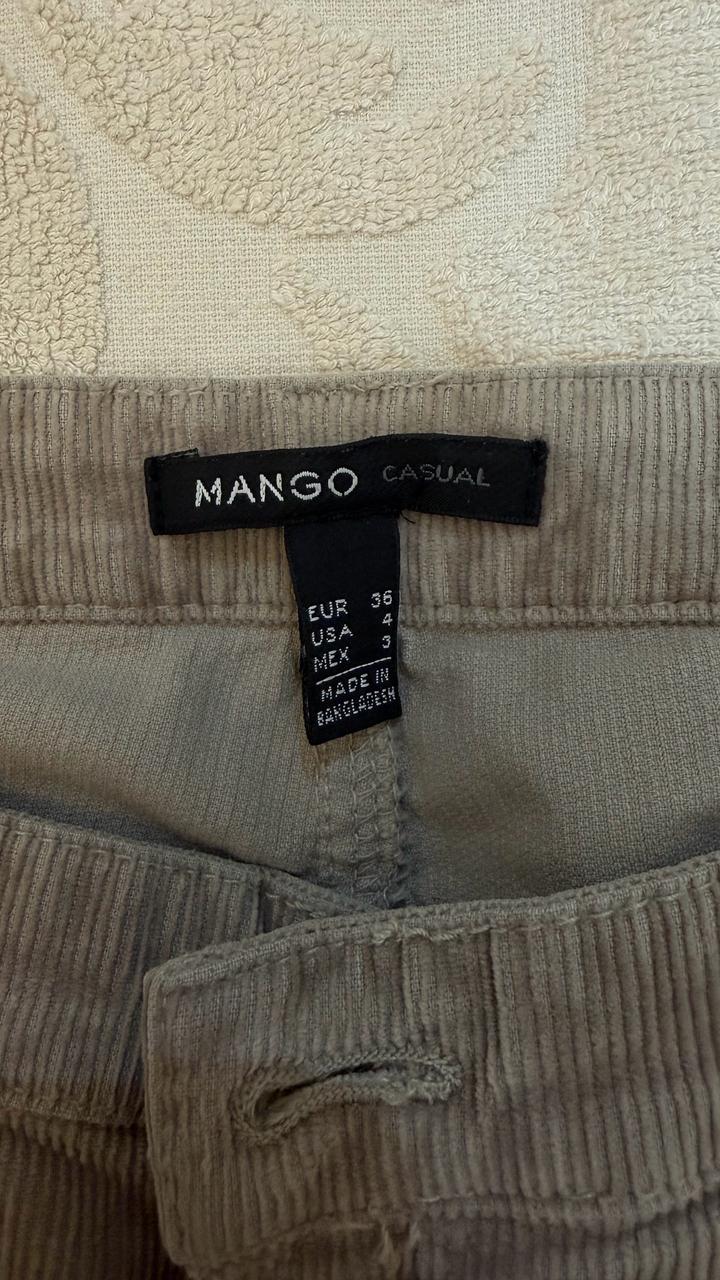 MANGO CASUAL
EUR 36
USA 4
MEX 3
MADE IN
BANGLADESH